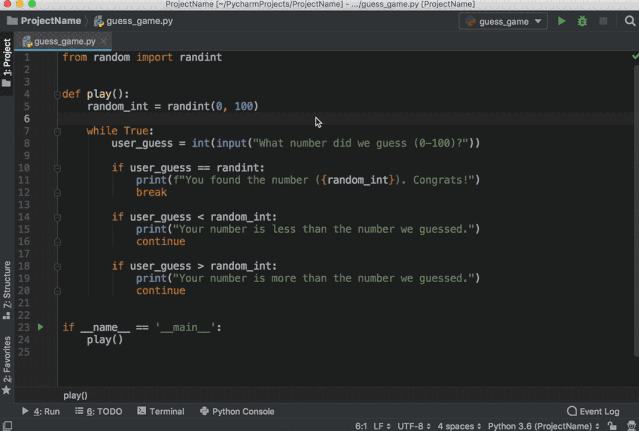 ProjectName [~/PycharmProjects/ProjectName] - .../guess_game.py [ProjectName]
ProjectName guess_game.py guess_game
guess_game.py
1: Project
1 from random import randint
2
3
4 def play():
5 random_int = randint(0, 100)
6
7 while True:
8 user_guess = int(input("What number did we guess (0-100)?"))
9
10 if user_guess == randint:
11 print(f"You found the number ({random_int}). Congrats!")
12 break
13
14 if user_guess < random_int:
15 print("Your number is less than the number we guessed.")
16 continue
17
18 if user_guess > random_int:
19 print("Your number is more than the number we guessed.")
20 continue
21
22
23 if __name__ == '__main__':
24 play()
25
7: Structure
2: Favorites
play()
4: Run 6: TODO Terminal Python Console Event Log
6:1 LF UTF-8 4 spaces Python 3.6 (ProjectName)